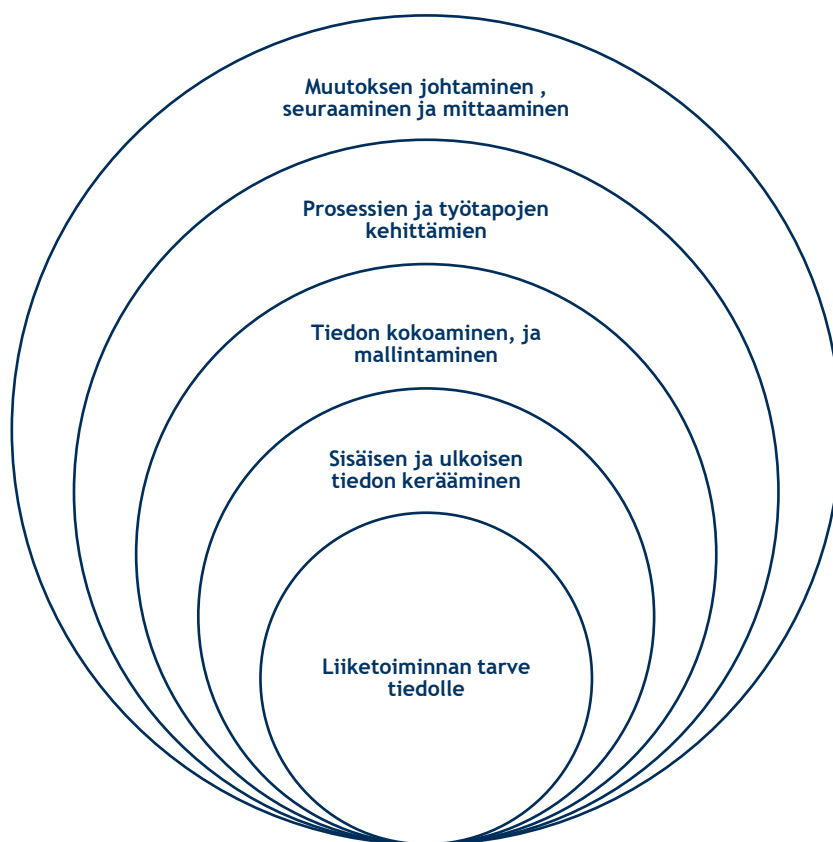 Muutoksen johtaminen ,
seuraaminen ja mittaaminen
Prosessien ja työtapojen
kehittämien
Tiedon kokoaminen, ja
mallintaminen
Sisäisen ja ulkoisen
tiedon kerääminen
Liiketoiminnan tarve
tiedolle